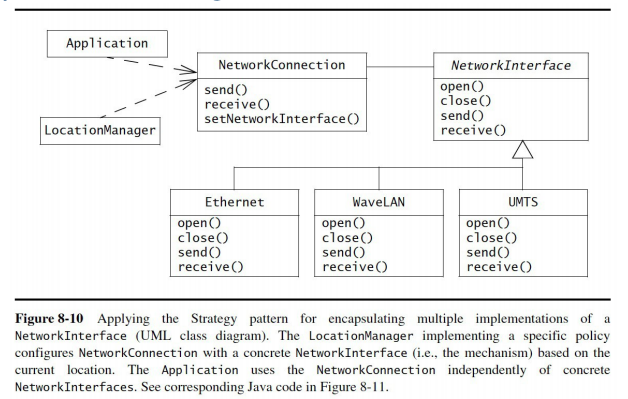 Application
NetworkConnection
NetworkInterface
send()
receive()
setNetworkInterface()
open()
close()
send()
receive()
LocationManager
Ethernet
WaveLAN
UMTS
open()
close()
send()
receive()
open()
close()
send()
receive()
open()
close()
send()
receive()
Figure 8-10 Applying the Strategy pattern for encapsulating multiple implementations of a
NetworkInterface (UML class diagram). The LocationManager implementing a specific policy
configures NetworkConnection with a concrete NetworkInterface (i.e., the mechanism) based on the
current location. The Application uses the NetworkConnection independently of concrete
NetworkInterfaces. See corresponding Java code in Figure 8-11.